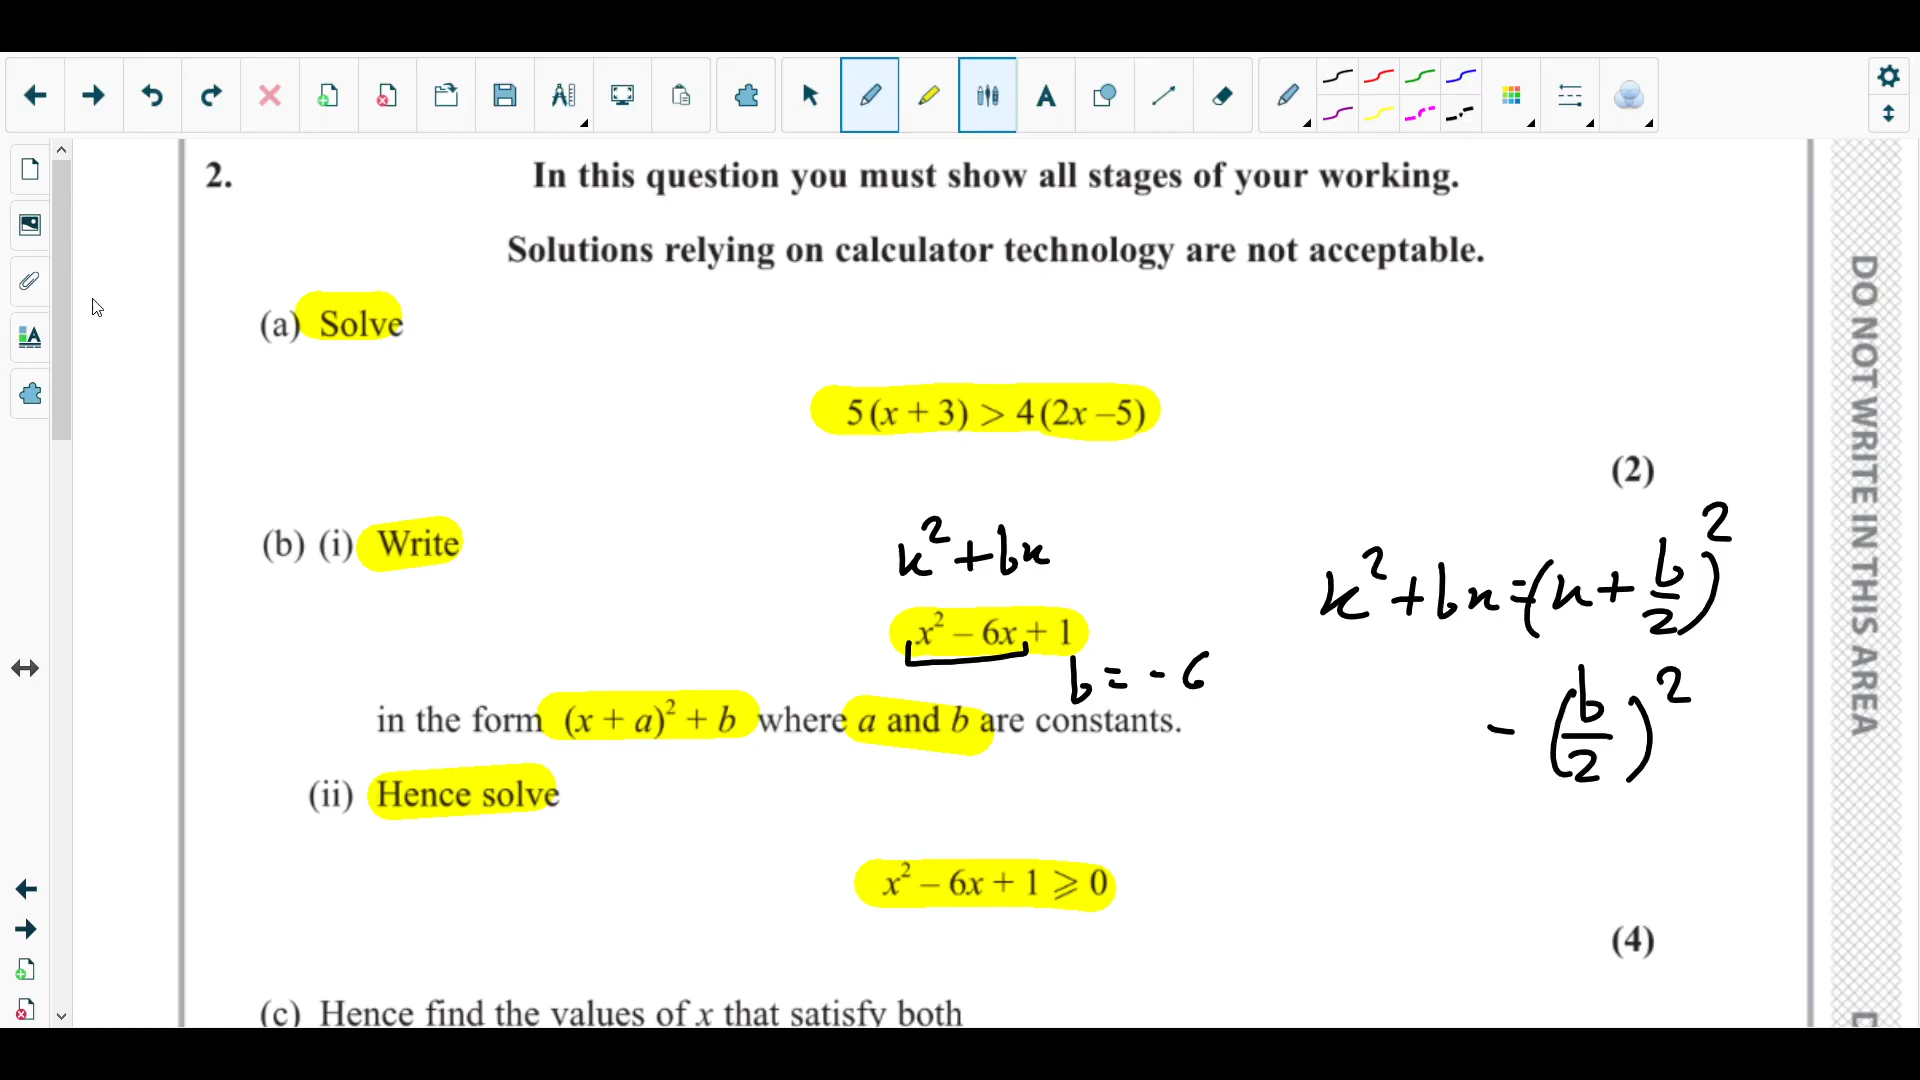 2. In this question you must show all stages of your working.
Solutions relying on calculator technology are not acceptable.
(a) Solve
5(x + 3) > 4(2x –5)
(2)
(b) (i) Write
x² + bx
x² – 6x + 1
b = - 6
x² + bx = (x + b/2)²
- (b/2)²
in the form (x + a)² + b where a and b are constants.
(ii) Hence solve
x² – 6x + 1 ⩾ 0
(4)
(c) Hence find the values of x that satisfy both
DO NOT WRITE IN THIS AREA